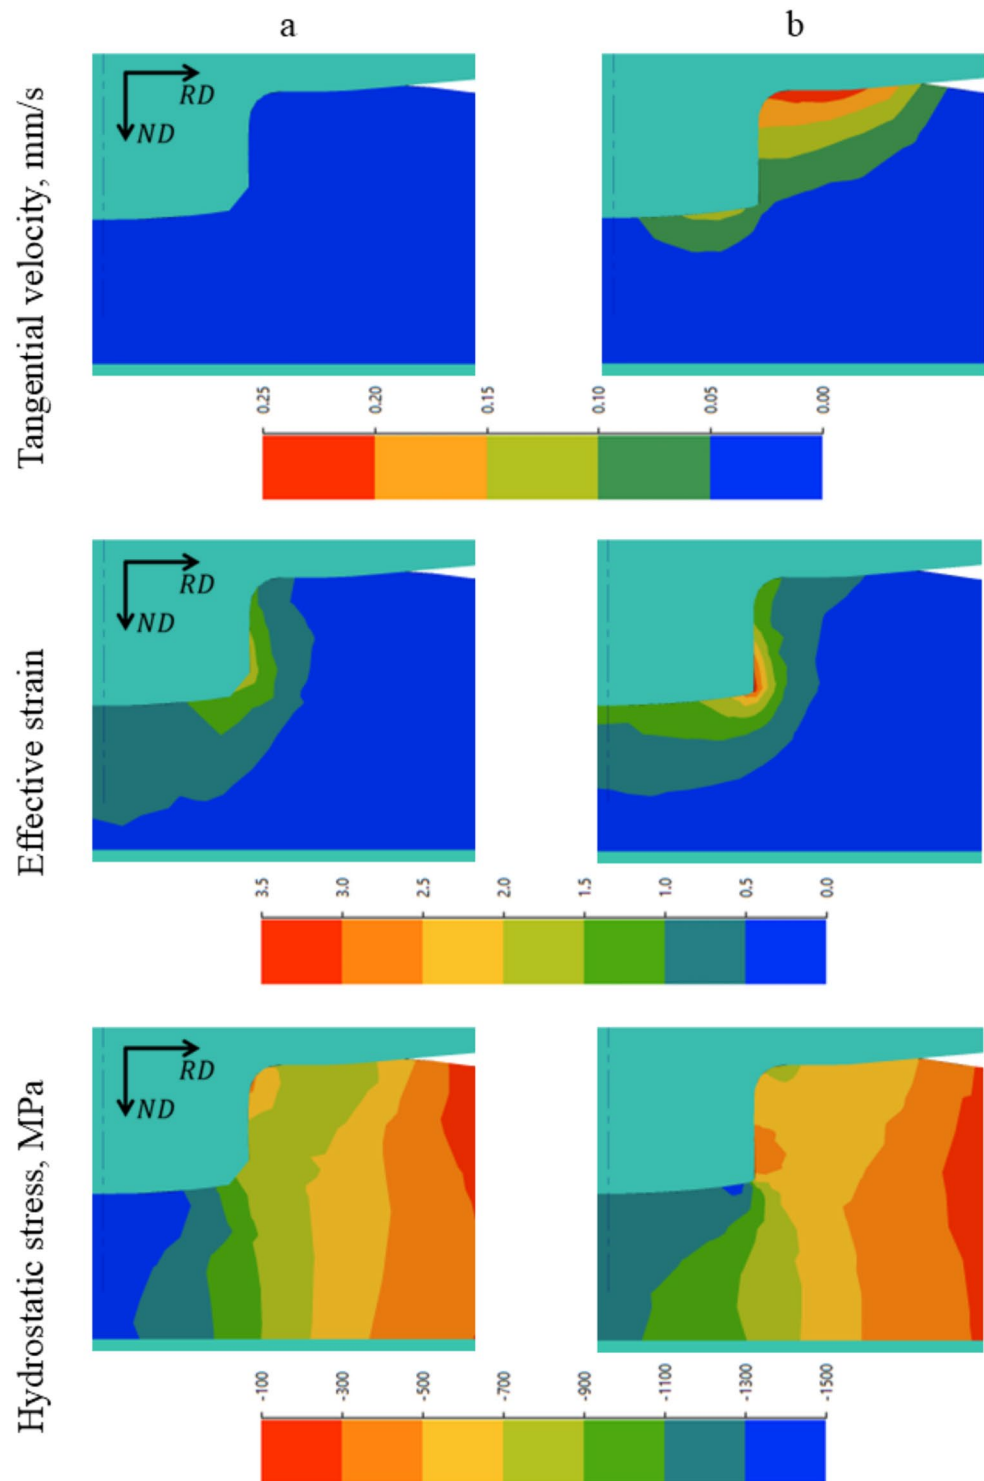 a
b
Tangential velocity, mm/s
RD
ND
0.25
0.20
0.15
0.10
0.05
0.00
Effective strain
RD
ND
3.5
3.0
2.5
2.0
1.5
1.0
0.5
0.0
Hydrostatic stress, MPa
RD
ND
-100
-300
-500
-700
-900
-1100
-1300
-1500